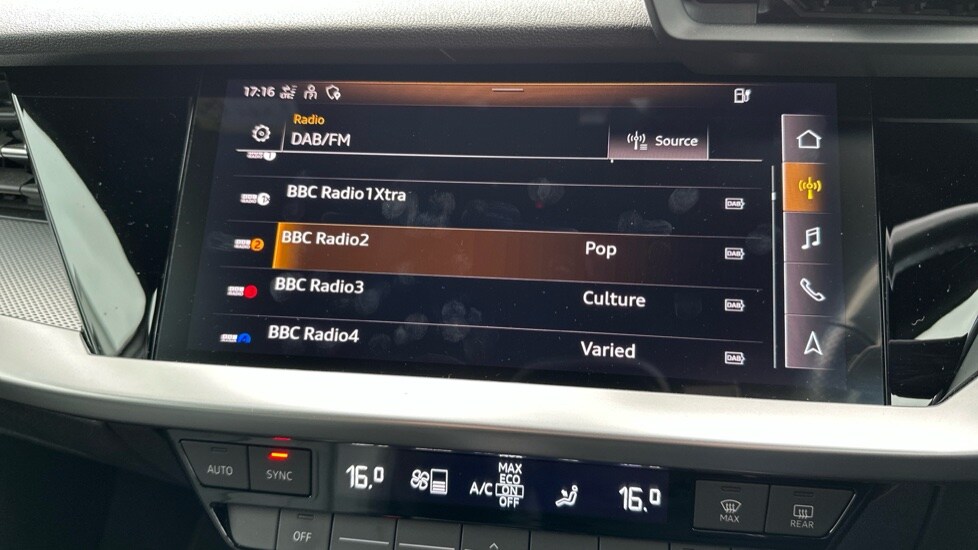 17:16
Radio
DAB/FM
Source
BBC Radio1Xtra
DAB
BBC Radio2
Pop
DAB
BBC Radio3
Culture
DAB
BBC Radio4
Varied
DAB
AUTO
SYNC
16,0
A/C
MAX
ECO
ON
OFF
16.0
MAX
REAR
OFF